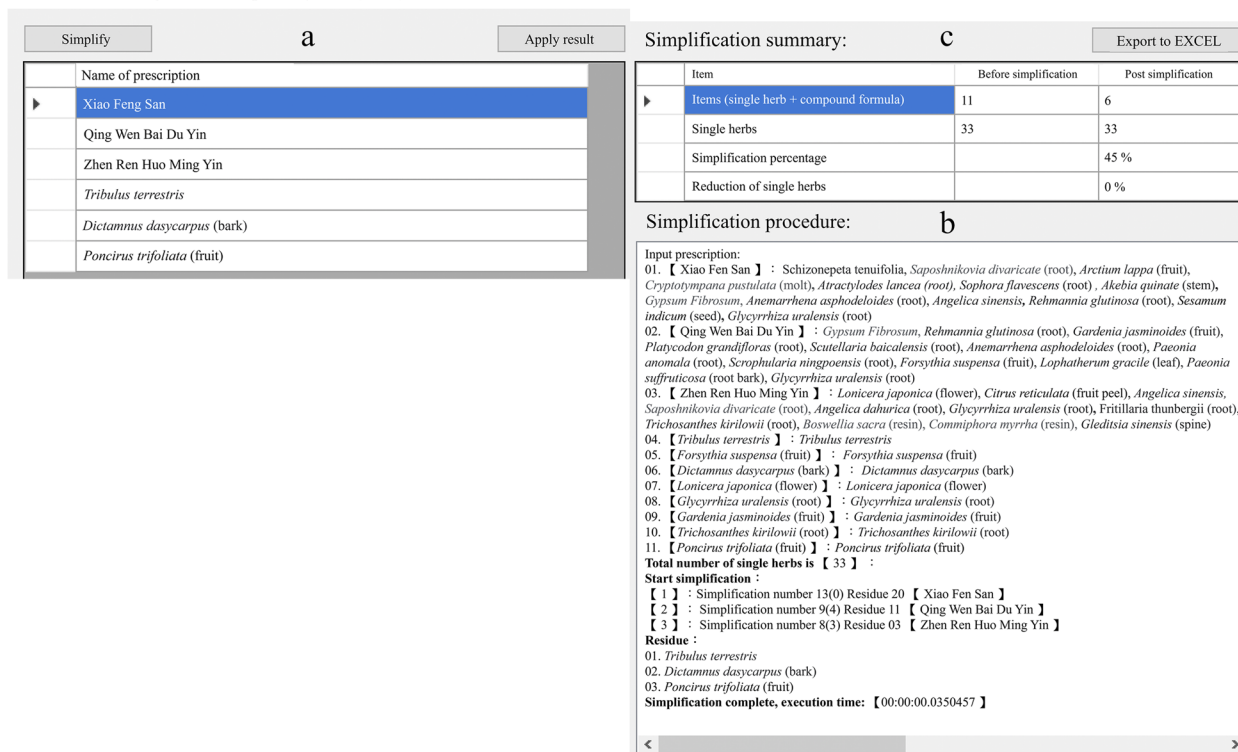 Simplify a Apply result
Name of prescription
Xiao Feng San
Qing Wen Bai Du Yin
Zhen Ren Huo Ming Yin
Tribulus terrestris
Dictamnus dasycarpus (bark)
Poncirus trifoliata (fruit)
Simplification summary: c Export to EXCEL
Item Before simplification Post simplification
Items (single herb + compound formula) 11 6
Single herbs 33 33
Simplification percentage 45 %
Reduction of single herbs 0 %
Simplification procedure: b
Input prescription:
01. 【 Xiao Fen San 】 : Schizonepeta tenuifolia, Saposhnikovia divaricate (root), Arctium lappa (fruit),
Cryptotympana pustulata (molt), Atractylodes lancea (root), Sophora flavescens (root) , Akebia quinate (stem),
Gypsum Fibrosum, Anemarrhena asphodeloides (root), Angelica sinensis, Rehmannia glutinosa (root), Sesamum
indicum (seed), Glycyrrhiza uralensis (root)
02. 【 Qing Wen Bai Du Yin 】 : Gypsum Fibrosum, Rehmannia glutinosa (root), Gardenia jasminoides (fruit),
Platycodon grandifloras (root), Scutellaria baicalensis (root), Anemarrhena asphodeloides (root), Paeonia
anomala (root), Scrophularia ningpoensis (root), Forsythia suspensa (fruit), Lophatherum gracile (leaf), Paeonia
suffruticosa (root bark), Glycyrrhiza uralensis (root)
03. 【 Zhen Ren Huo Ming Yin 】 : Lonicera japonica (flower), Citrus reticulata (fruit peel), Angelica sinensis,
Saposhnikovia divaricate (root), Angelica dahurica (root), Glycyrrhiza uralensis (root), Fritillaria thunbergii (root),
Trichosanthes kirilowii (root), Boswellia sacra (resin), Commiphora myrrha (resin), Gleditsia sinensis (spine)
04. 【 Tribulus terrestris 】 : Tribulus terrestris
05. 【 Forsythia suspensa (fruit) 】 : Forsythia suspensa (fruit)
06. 【 Dictamnus dasycarpus (bark) 】 : Dictamnus dasycarpus (bark)
07. 【 Lonicera japonica (flower) 】 : Lonicera japonica (flower)
08. 【 Glycyrrhiza uralensis (root) 】 : Glycyrrhiza uralensis (root)
09. 【 Gardenia jasminoides (fruit) 】 : Gardenia jasminoides (fruit)
10. 【 Trichosanthes kirilowii (root) 】 : Trichosanthes kirilowii (root)
11. 【 Poncirus trifoliata (fruit) 】 : Poncirus trifoliata (fruit)
Total number of single herbs is 【 33 】 :
Start simplification :
【 1 】 : Simplification number 13(0) Residue 20 【 Xiao Fen San 】
【 2 】 : Simplification number 9(4) Residue 11 【 Qing Wen Bai Du Yin 】
【 3 】 : Simplification number 8(3) Residue 03 【 Zhen Ren Huo Ming Yin 】
Residue :
01. Tribulus terrestris
02. Dictamnus dasycarpus (bark)
03. Poncirus trifoliata (fruit)
Simplification complete, execution time: 【00:00:00.0350457 】